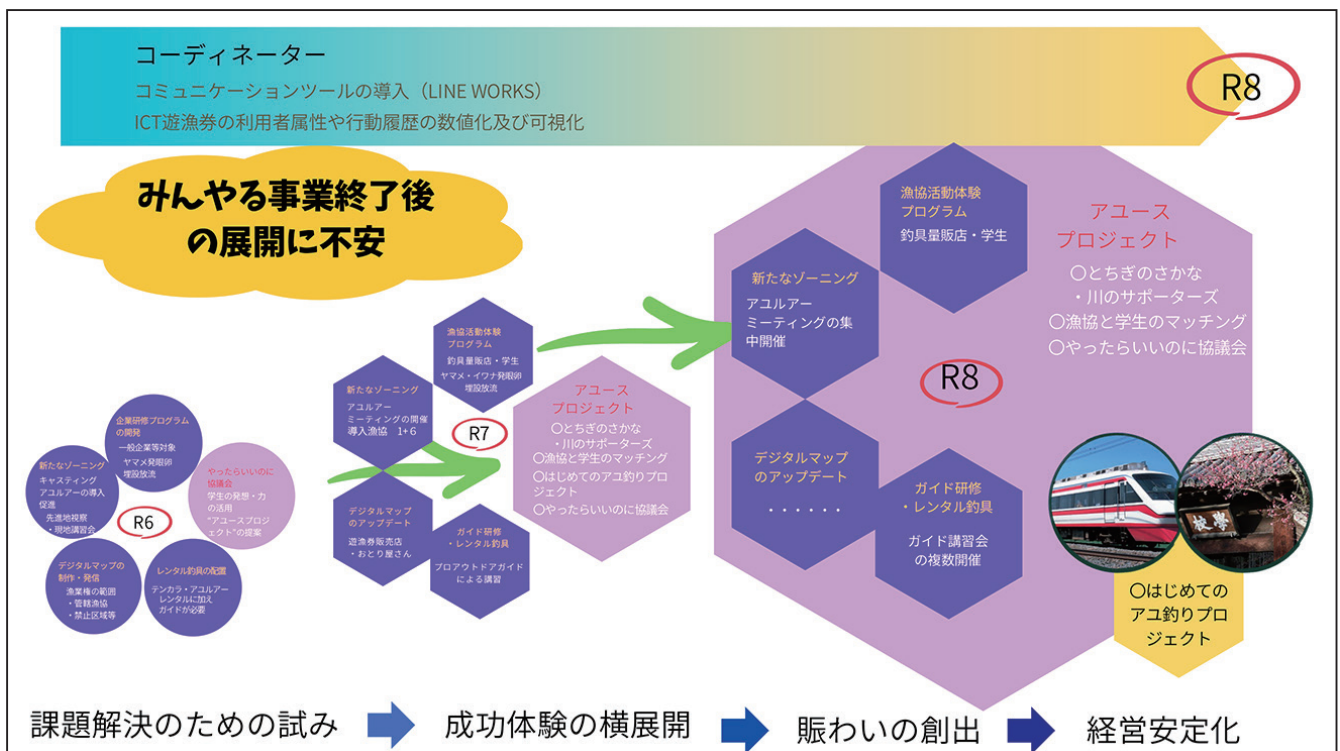 コーディネーター
コミュニケーションツールの導入（LINE WORKS）
ICT遊漁券の利用者属性や行動履歴の数値化及び可視化
R8
みんやる事業終了後
の展開に不安
企業研修プログラム
の開発
一般企業等対象
ヤマメ発眼卵
埋設放流
新たなゾーニング
キャスティング
アユルアーの導入
促進
先進地視察
・現地講習会
R6
やったらいいのに
協議会
学生の発想・力
の活用
"アユースプロジ
ェクト"の提案
デジタルマップの
制作・発信
漁業権の範囲
・管轄漁協
・禁止区域等
レンタル釣具の配置
テンカラ・アユルアー
レンタルに加え
ガイドが必要
漁協活動体験
プログラム
釣具量販店・学生
ヤマメ・イワナ発眼卵
埋設放流
新たなゾーニング
アユルアー
ミーティングの開催
導入漁協 1+6
R7
デジタルマップ
のアップデート
遊漁券販売店
・おとり屋さん
ガイド研修
・レンタル釣具
プロアウトドアガイド
による講習
アユース
プロジェクト
〇とちぎのさかな
・川のサポーターズ
〇漁協と学生のマッチング
〇はじめてのアユ釣りプロ
ジェクト
〇やったらいいのに協議会
漁協活動体験
プログラム
釣具量販店・学生
新たなゾーニング
アユルアー
ミーティングの集
中開催
R8
デジタルマップ
のアップデート
・・・・・・
ガイド研修
・レンタル釣具
ガイド講習会
の複数開催
アユース
プロジェクト
〇とちぎのさかな
・川のサポーターズ
〇漁協と学生のマッチング
〇やったらいいのに協議会
學校
〇はじめての
アユ釣りプロ
ジェクト
課題解決のための試み
成功体験の横展開
賑わいの創出
経営安定化